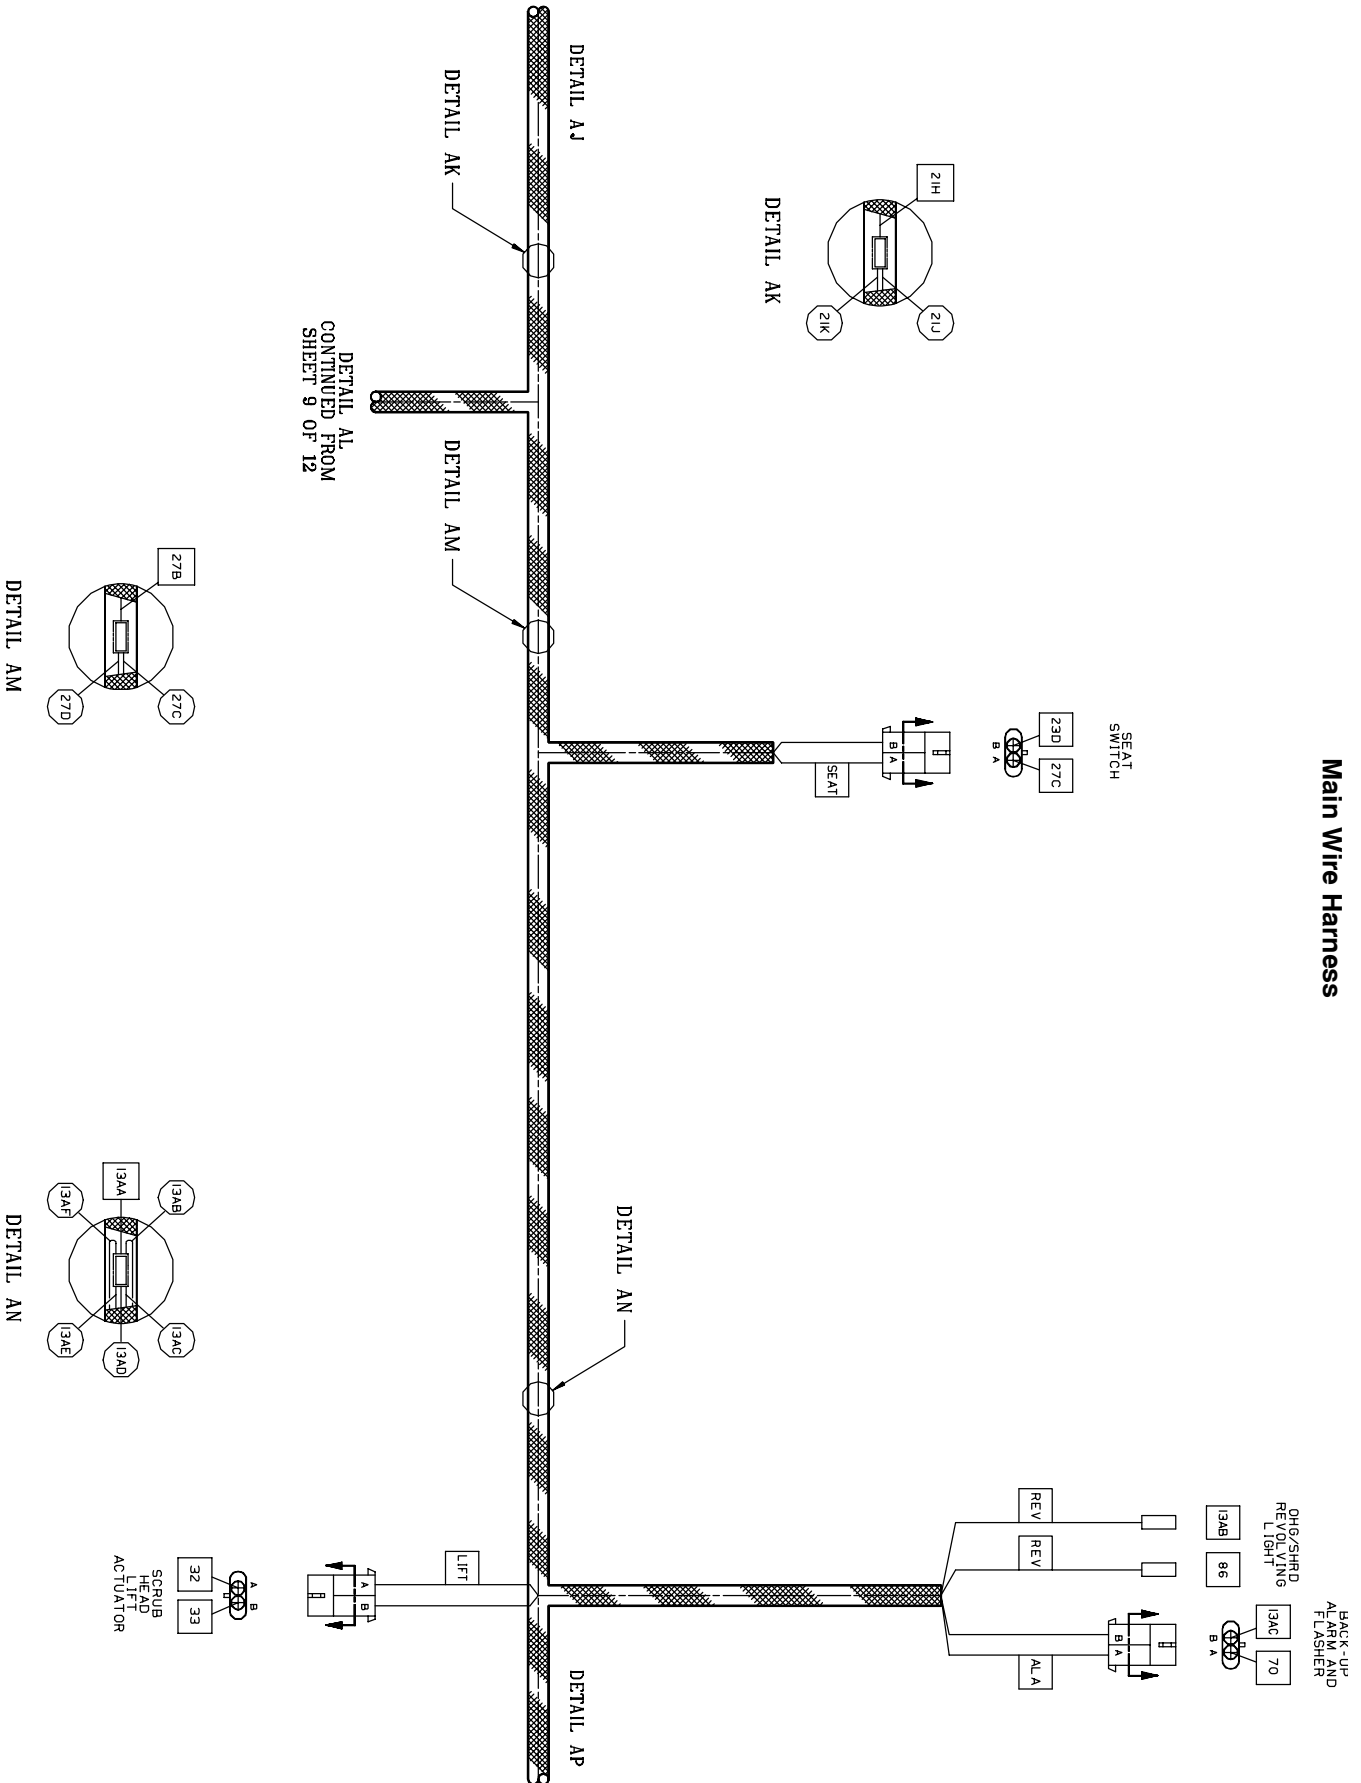 Main Wire Harness
OHG/SHRD
REVOLVING
LIGHT
BACK-UP
ALARM AND
FLASHER
13AB
86
13AC
70
B A
SEAT
SWITCH
23D
27C
B A
B A
SEAT
REV
REV
B A
ALA
21H
21K
21J
DETAIL AK
DETAIL AJ
DETAIL AN
DETAIL AP
DETAIL AK
DETAIL AM
DETAIL AL
CONTINUED FROM
SHEET 9 OF 12
LIFT
A B
A B
32
33
SCRUB
HEAD
LIFT
ACTUATOR
27B
27D
27C
DETAIL AM
13AA
13AB
13AF
13AC
13AD
13AE
DETAIL AN